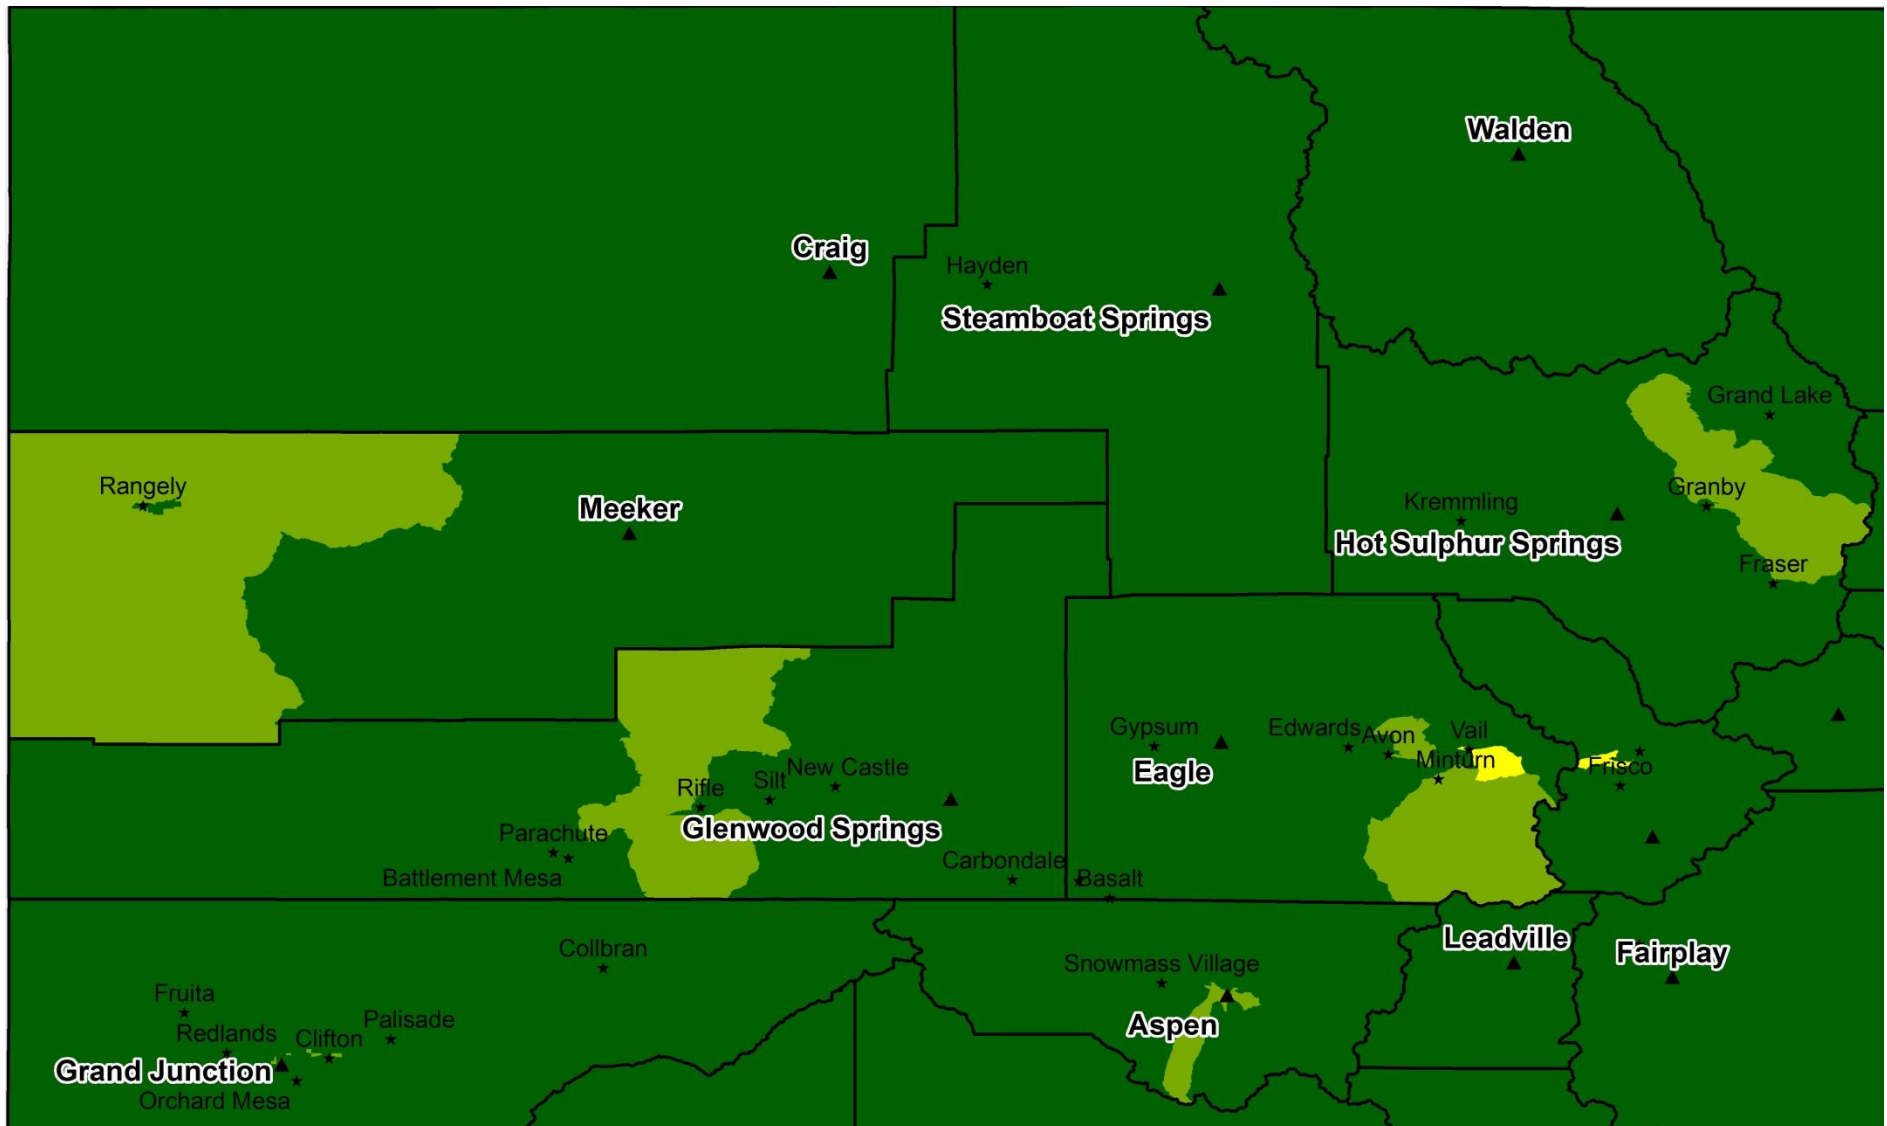 Walden
Craig
Hayden
Steamboat Springs
Grand Lake
Rangely
Meeker
Granby
Kremmling
Hot Sulphur Springs
Fraser
Gypsum
Edwards
Vail
Avon
Minturn
Frisco
Eagle
New Castle
Silt
Rifle
Glenwood Springs
Parachute
Battlement Mesa
Carbondale
Basalt
Leadville
Fairplay
Collbran
Snowmass Village
Fruita
Aspen
Palisade
Redlands
Clifton
Grand Junction
Orchard Mesa